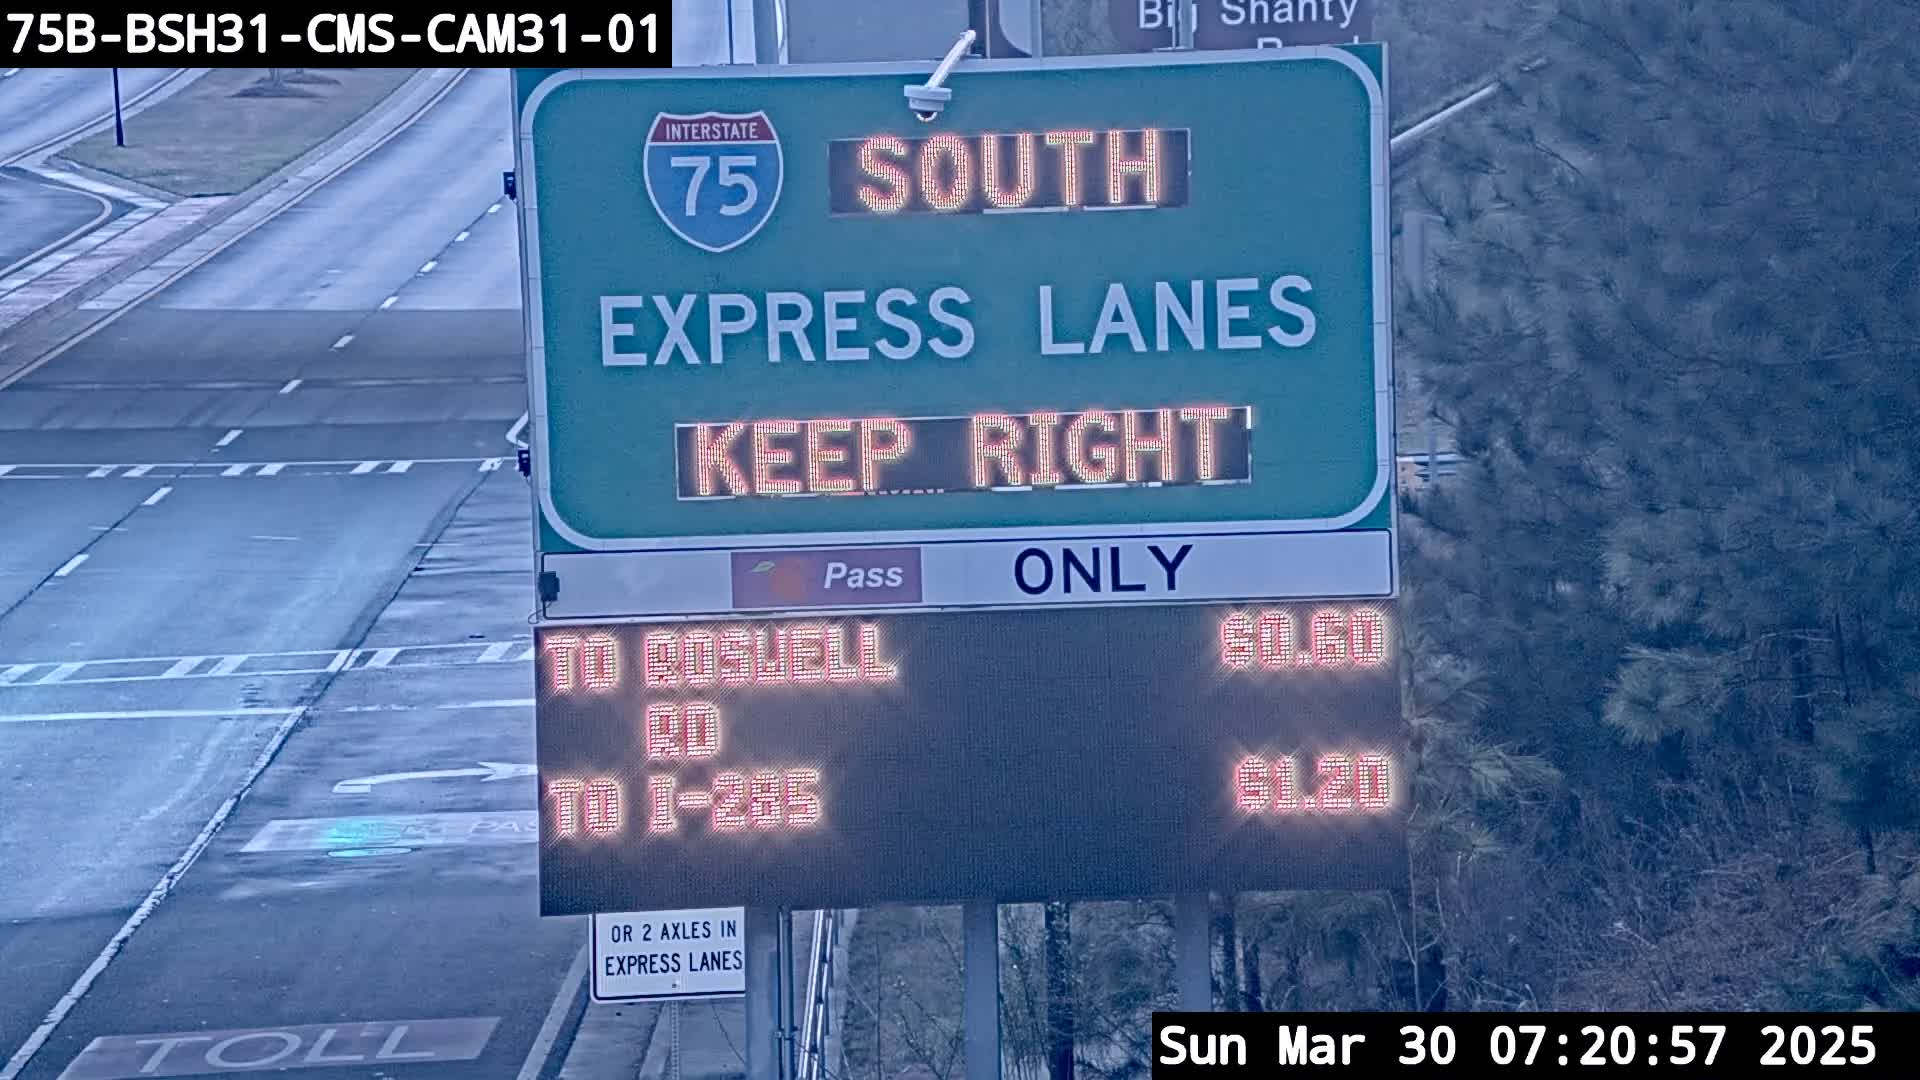 75B-BSH31-CMS-CAM31-01
Big Shanty
INTERSTATE
75
SOUTH
EXPRESS LANES
KEEP RIGHT
Pass
ONLY
TO ROSWELL $0.60
RD
TO I-285 $1.20
OR 2 AXLES IN
EXPRESS LANES
TOLL
Sun Mar 30 07:20:57 2025